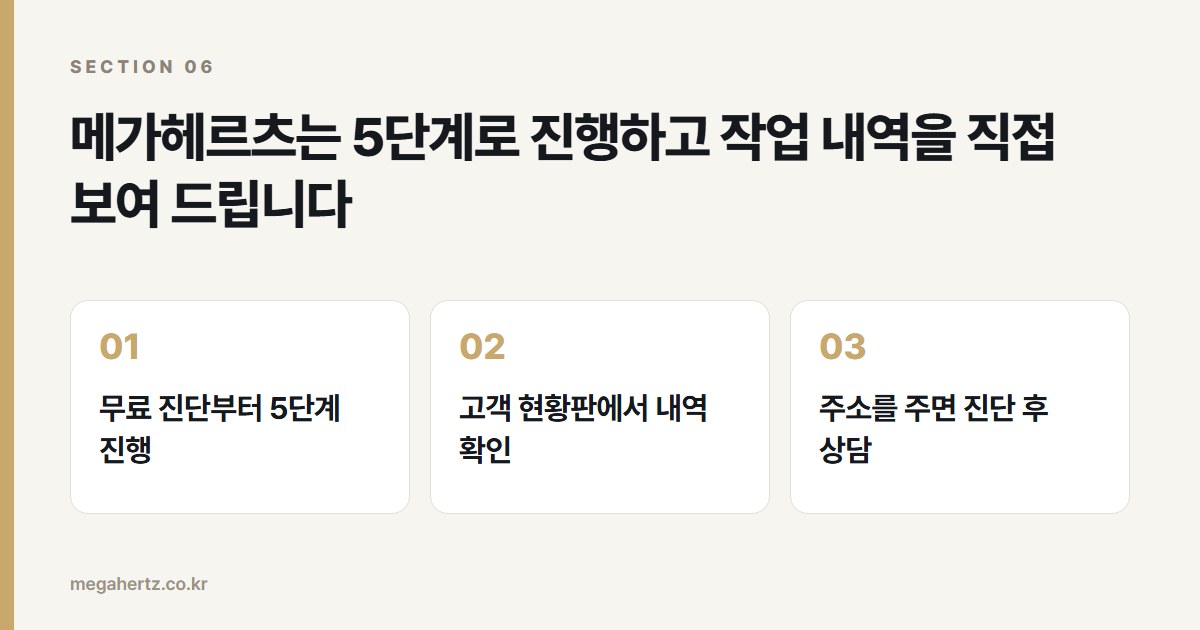 SECTION 06
메가헤르츠는 5단계로 진행하고 작업 내역을 직접
보여 드립니다
01
무료 진단부터 5단계
진행
02
고객 현황판에서 내역
확인
03
주소를 주면 진단 후
상담
megahertz.co.kr